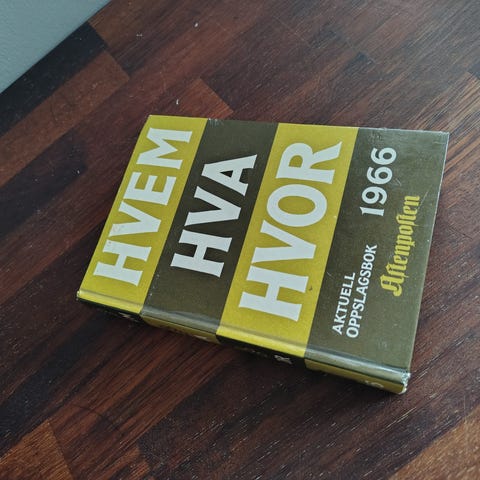 HVEM
HVA
HVOR
AKTUELL
OPPSLAGSBOK
1966
Aftenposten